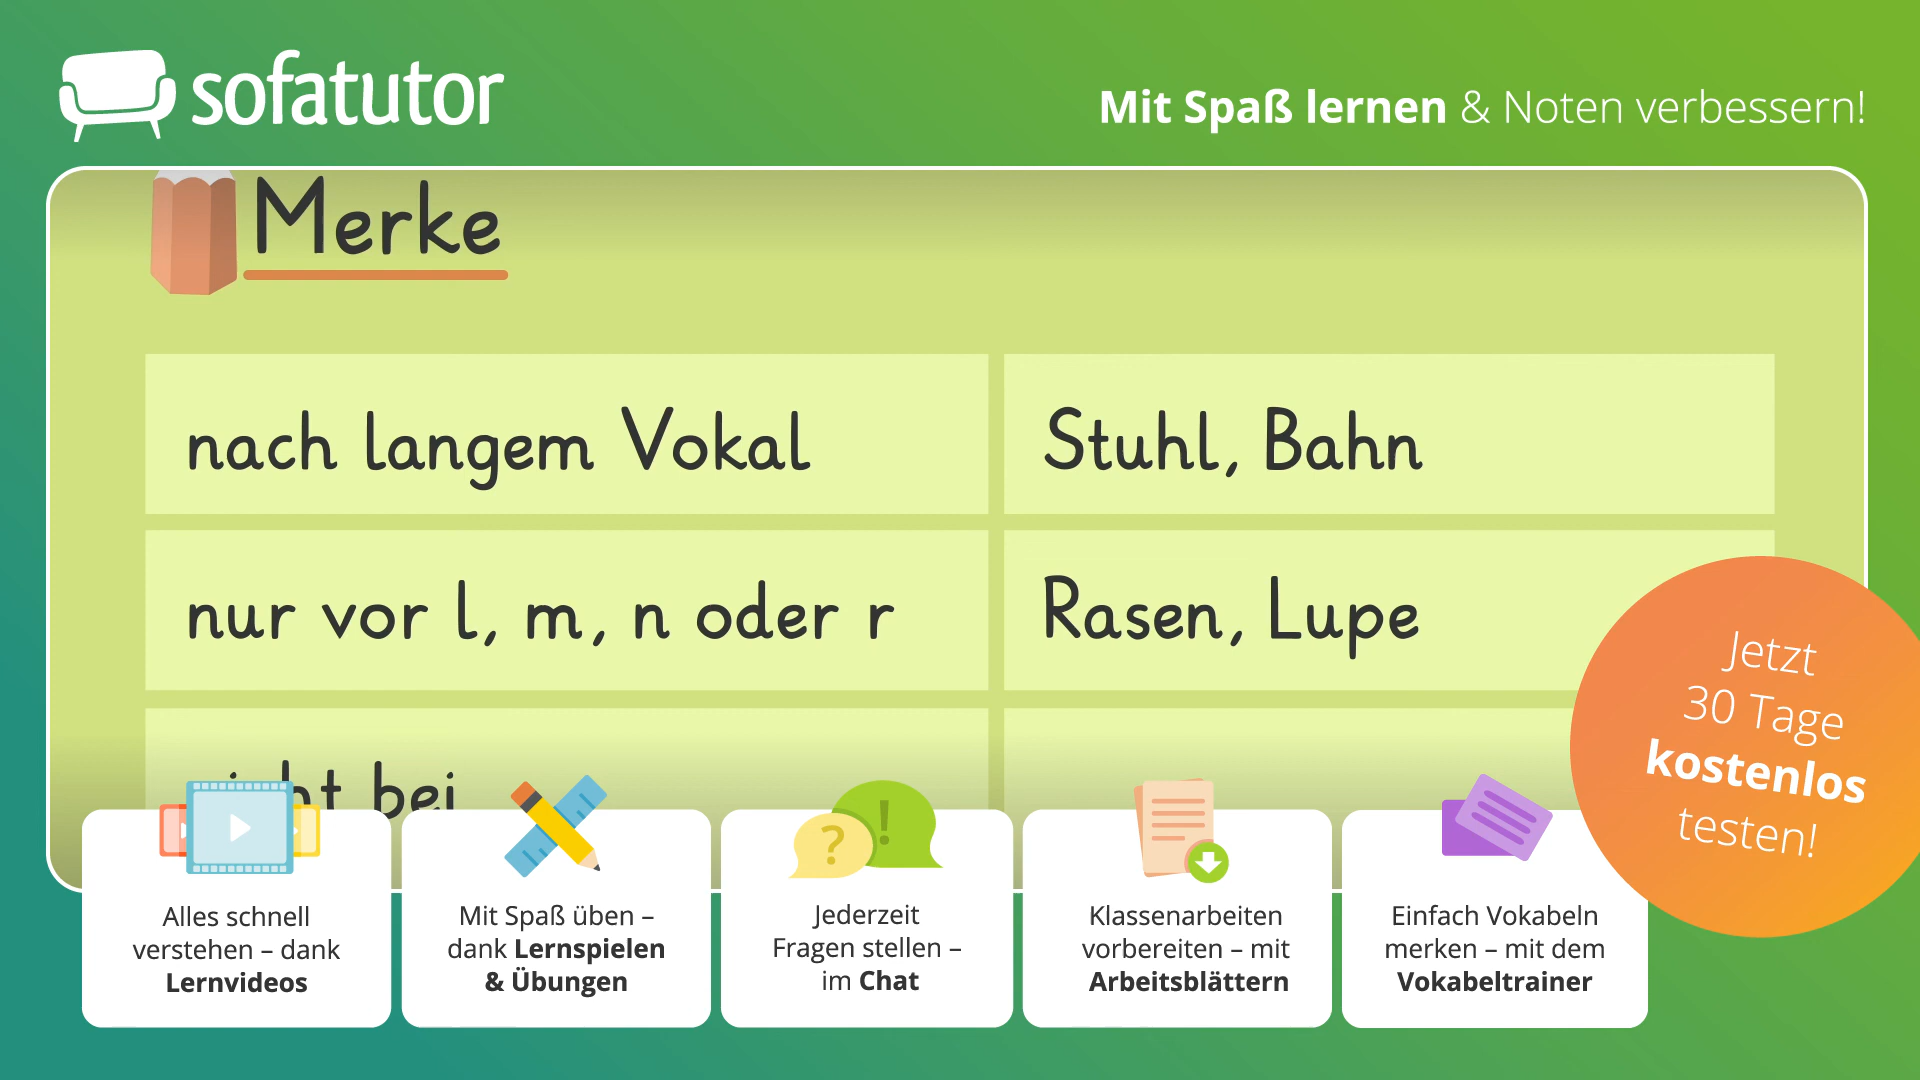 sofatutor
Mit Spaß lernen & Noten verbessern!
Merke
nach langem Vokal
Stuhl, Bahn
nur vor l, m, n oder r
Rasen, Lupe
bei
Jetzt
30 Tage
kostenlos
testen!
Alles schnell
verstehen – dank
Lernvideos
Mit Spaß üben –
dank Lernspielen
& Übungen
Jederzeit
Fragen stellen –
im Chat
Klassenarbeiten
vorbereiten – mit
Arbeitsblättern
Einfach Vokabeln
merken – mit dem
Vokabeltrainer